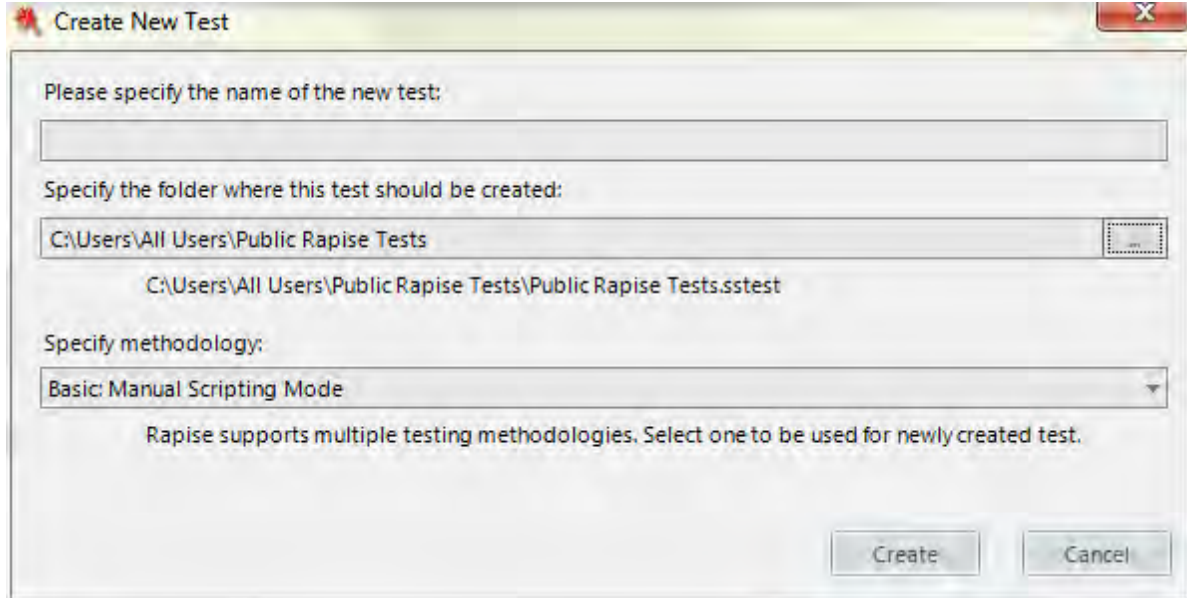 Create New Test
X
Please specify the name of the new test:
Specify the folder where this test should be created:
C:\Users\All Users\Public Rapise Tests
...
C:\Users\All Users\Public Rapise Tests\Public Rapise Tests.sstest
Specify methodology:
Basic: Manual Scripting Mode
Rapise supports multiple testing methodologies. Select one to be used for newly created test.
Create Cancel